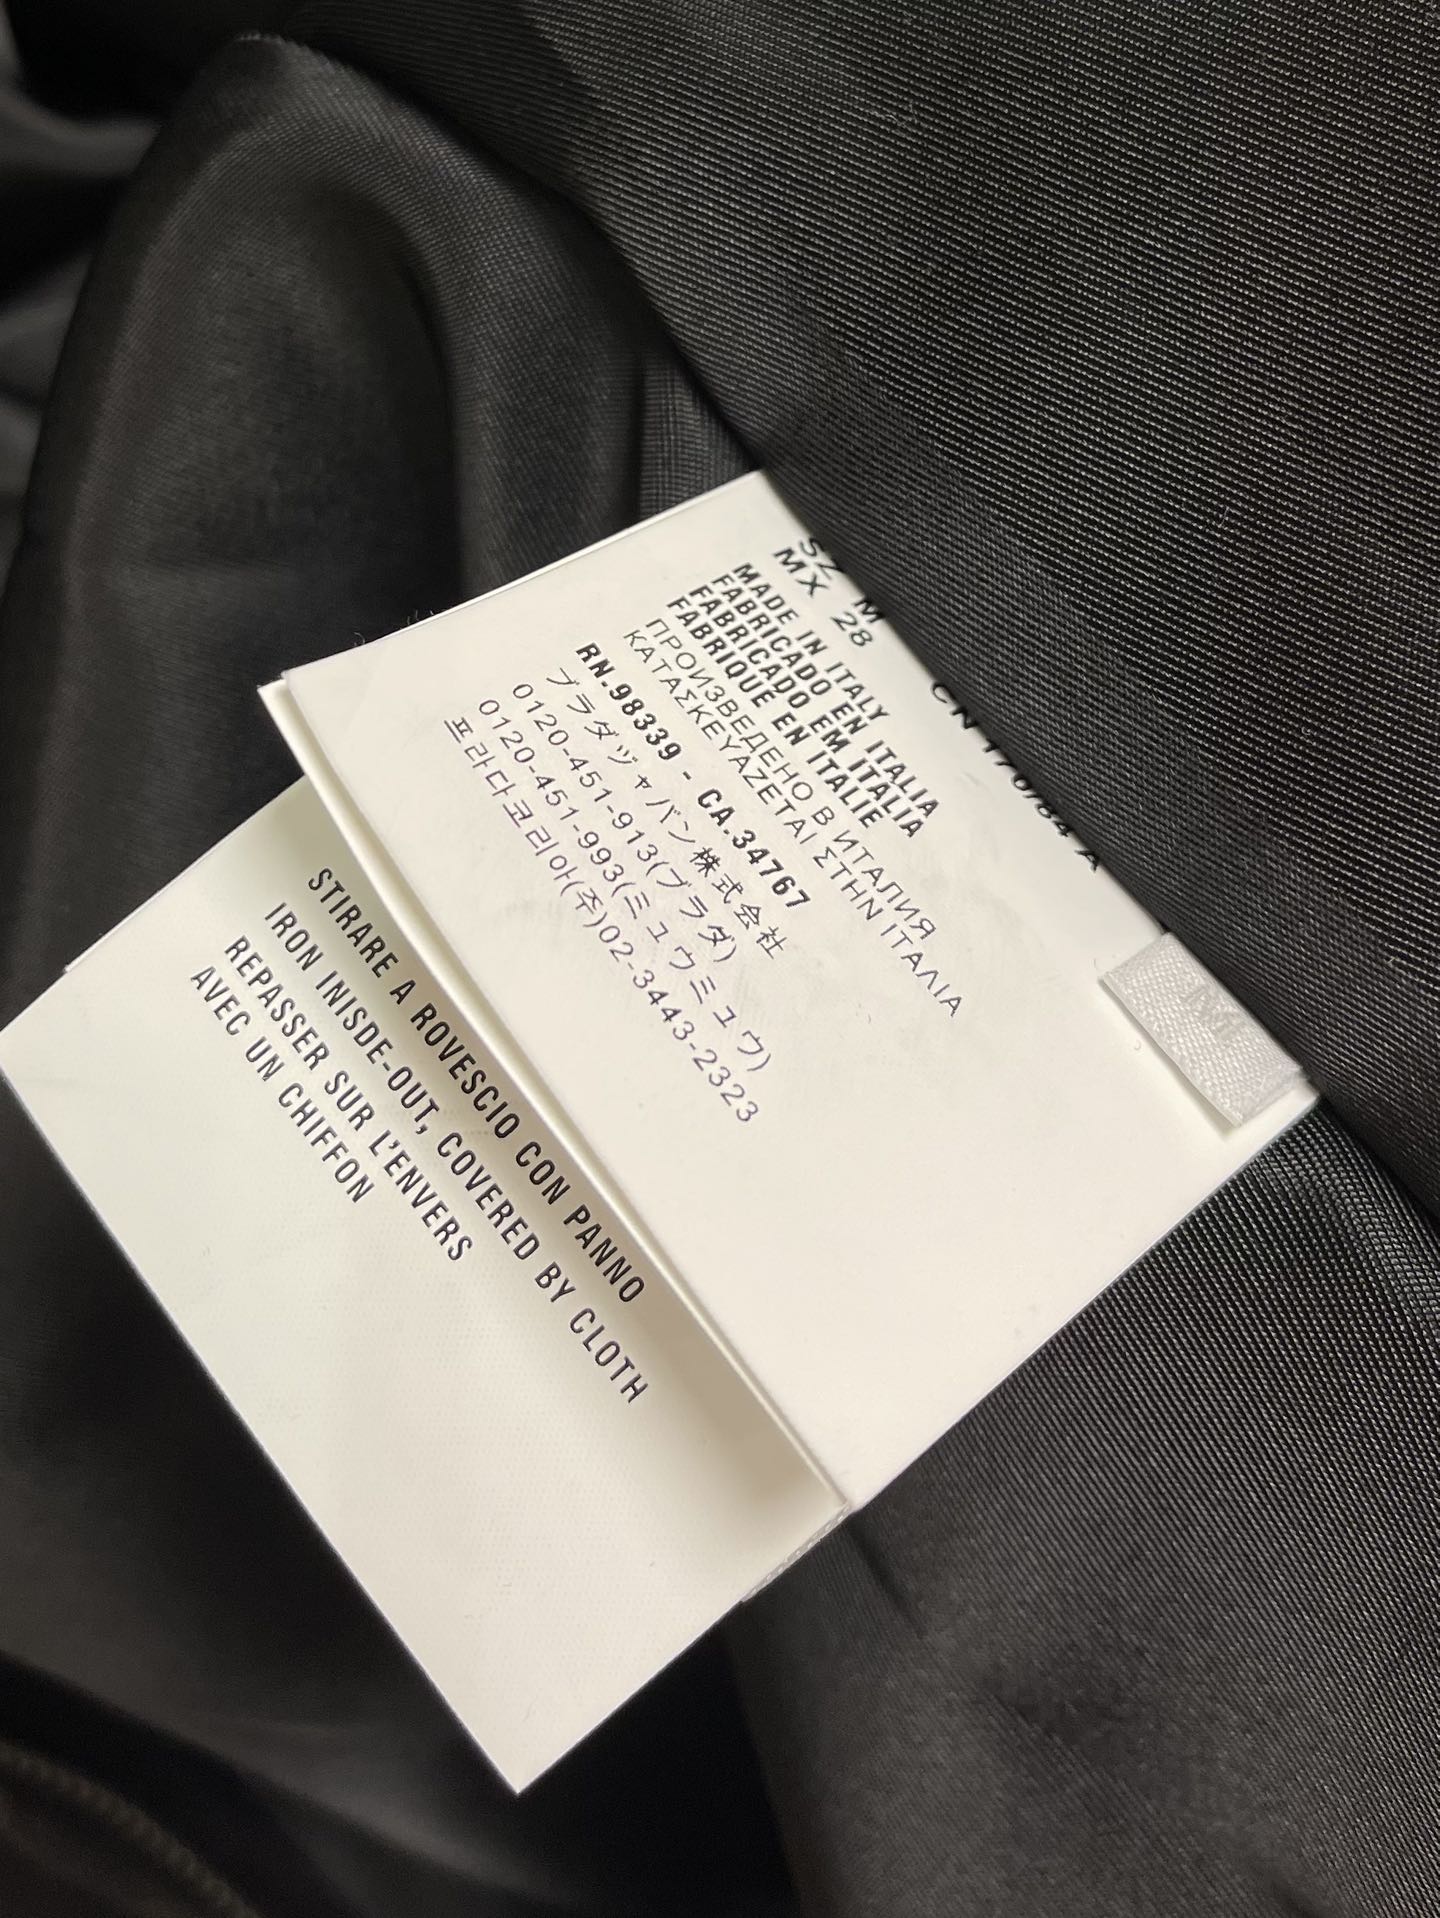 SZ M
MX 28
CN 170/84 A
MADE IN ITALY
FABRICADO EN ITALIA
FABRICADO EM ITALIA
FABRIQUE EN ITALIE
ПРОИЗВЕДЕНО В ИТАЛИЯ
ΚΑΤΑΣΚΕΥΑΖΕΤΑΙ ΣΤΗΝ ΙΤΑΛΙΑ
RN.98339 - CA.34767
プラダジャパン株式会社
0120-451-913(プラダ)
0120-451-993(ミュウミュウ)
프라다코리아(주)02-3443-2323
STIRARE A ROVESCIO CON PANNO
IRON INISDE-OUT, COVERED BY CLOTH
REPASSER SUR L'ENVERS
AVEC UN CHIFFON